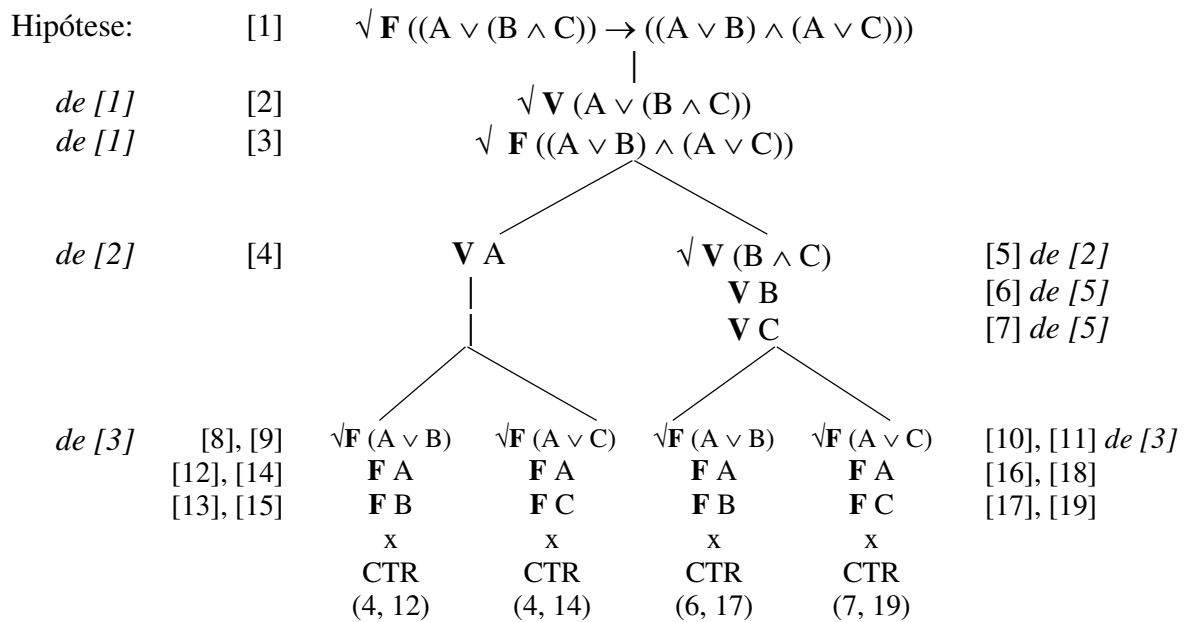 Hipótese: [1] √ F ((A ∨ (B ∧ C)) → ((A ∨ B) ∧ (A ∨ C)))
de [1] [2] √ V (A ∨ (B ∧ C))
de [1] [3] √ F ((A ∨ B) ∧ (A ∨ C))
de [2] [4] V A √ V (B ∧ C) [5] de [2]
V B [6] de [5]
V C [7] de [5]
de [3] [8], [9] √F (A ∨ B) √F (A ∨ C) √F (A ∨ B) √F (A ∨ C) [10], [11] de [3]
[12], [14] F A F A F A F A [16], [18]
[13], [15] F B F C F B F C [17], [19]
x x x x
CTR CTR CTR CTR
(4, 12) (4, 14) (6, 17) (7, 19)